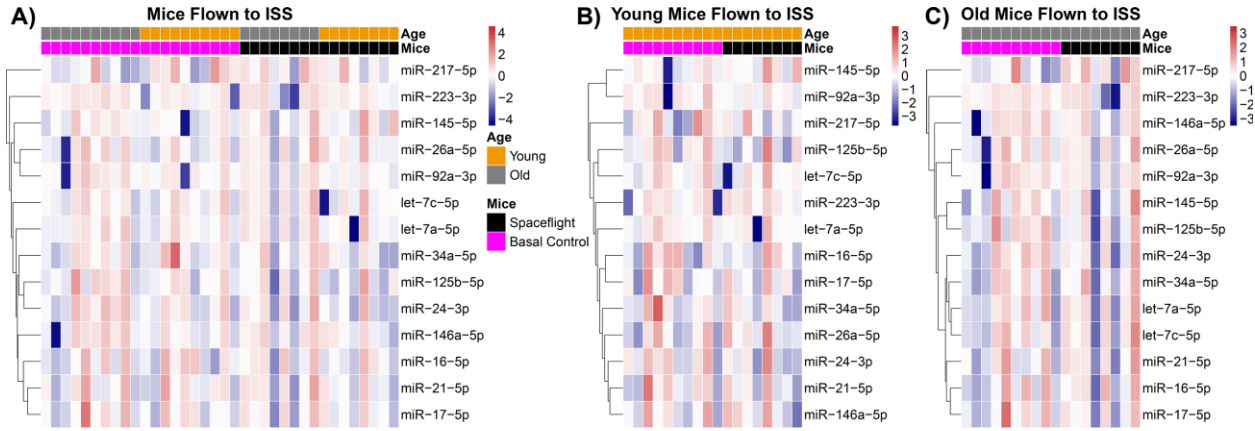 A)
Mice Flown to ISS
Age
Mice
miR−217−5p
miR−223−3p
miR−145−5p
miR−26a−5p
miR−92a−3p
let−7c−5p
let−7a−5p
miR−34a−5p
miR−125b−5p
miR−24−3p
miR−146a−5p
miR−16−5p
miR−21−5p
miR−17−5p
4
2
0
−2
−4
Age
Young
Old
Mice
Spaceflight
Basal Control
B)
Young Mice Flown to ISS
Age
Mice
miR−145−5p
miR−92a−3p
miR−217−5p
miR−125b−5p
let−7c−5p
miR−223−3p
let−7a−5p
miR−16−5p
miR−17−5p
miR−34a−5p
miR−26a−5p
miR−24−3p
miR−21−5p
miR−146a−5p
3
2
1
0
−1
−2
−3
C)
Old Mice Flown to ISS
Age
Mice
miR−217−5p
miR−223−3p
miR−146a−5p
miR−26a−5p
miR−92a−3p
miR−145−5p
miR−125b−5p
miR−24−3p
miR−34a−5p
let−7a−5p
let−7c−5p
miR−21−5p
miR−16−5p
miR−17−5p
3
2
1
0
−1
−2
−3